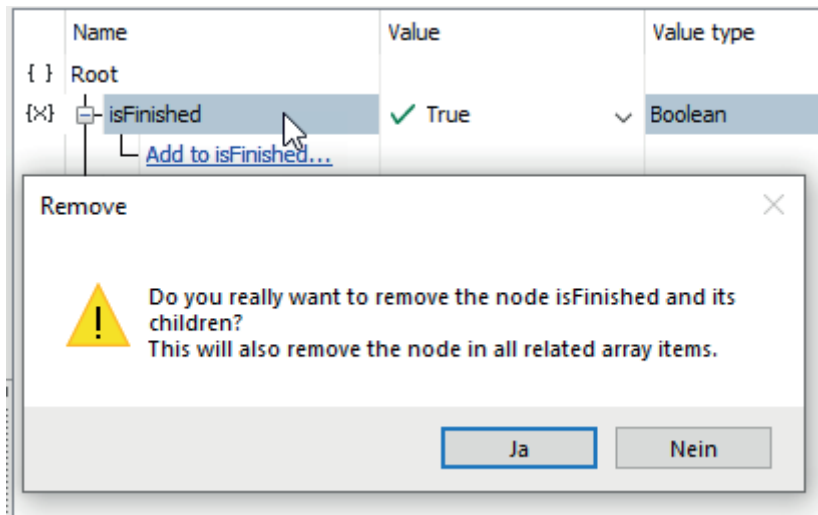 Name Value Value type
{ } Root
{x} isFinished True Boolean
Add to isFinished...
Remove
Do you really want to remove the node isFinished and its
children?
This will also remove the node in all related array items.
Ja Nein